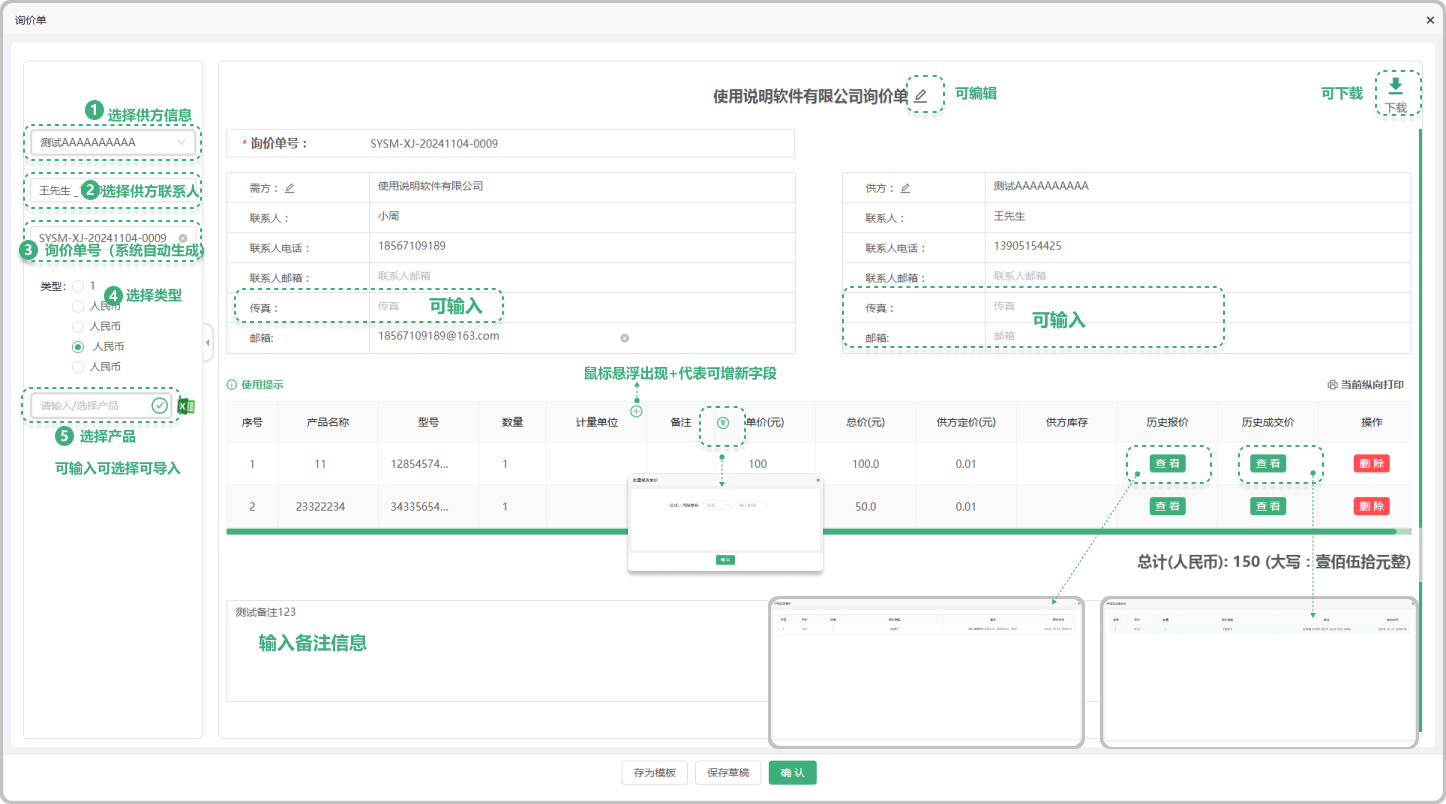 询价单
1 选择供方信息
测试AAAAAAAAAA
王先生 _
2 选择供方联系人
SYSM-XJ-20241104-0009
3 询价单号（系统自动生成）
类型: 1
4 选择类型
人民币
人民币
人民币
人民币
请输入/选择产品
5 选择产品
可输入可选择可导入
使用说明软件有限公司询价单
可编辑
可下载
下载
* 询价单号：
SYSM-XJ-20241104-0009
需方：
使用说明软件有限公司
联系人：
小周
联系人电话：
18567109189
联系人邮箱：
联系人邮箱
传真：
传真
可输入
邮箱:
18567109189@163.com
供方：
测试AAAAAAAAAA
联系人：
王先生
联系人电话：
13905154425
联系人邮箱：
联系人邮箱
传真：
传真
可输入
邮箱:
邮箱
鼠标悬浮出现+代表可增新字段
使用提示
当前纵向打印
序号 产品名称 型号 数量 计量单位 备注 单价(元) 总价(元) 供方定价(元) 供方库存 历史报价 历史成交价 操作
1 11 12854574... 1 100 100.0 0.01 查看 查看 删除
2 23322234 34335654... 1 50.0 0.01 查看 查看 删除
确认
总计(人民币): 150 (大写：壹佰伍拾元整)
测试备注123
输入备注信息
存为模板
保存草稿
确认